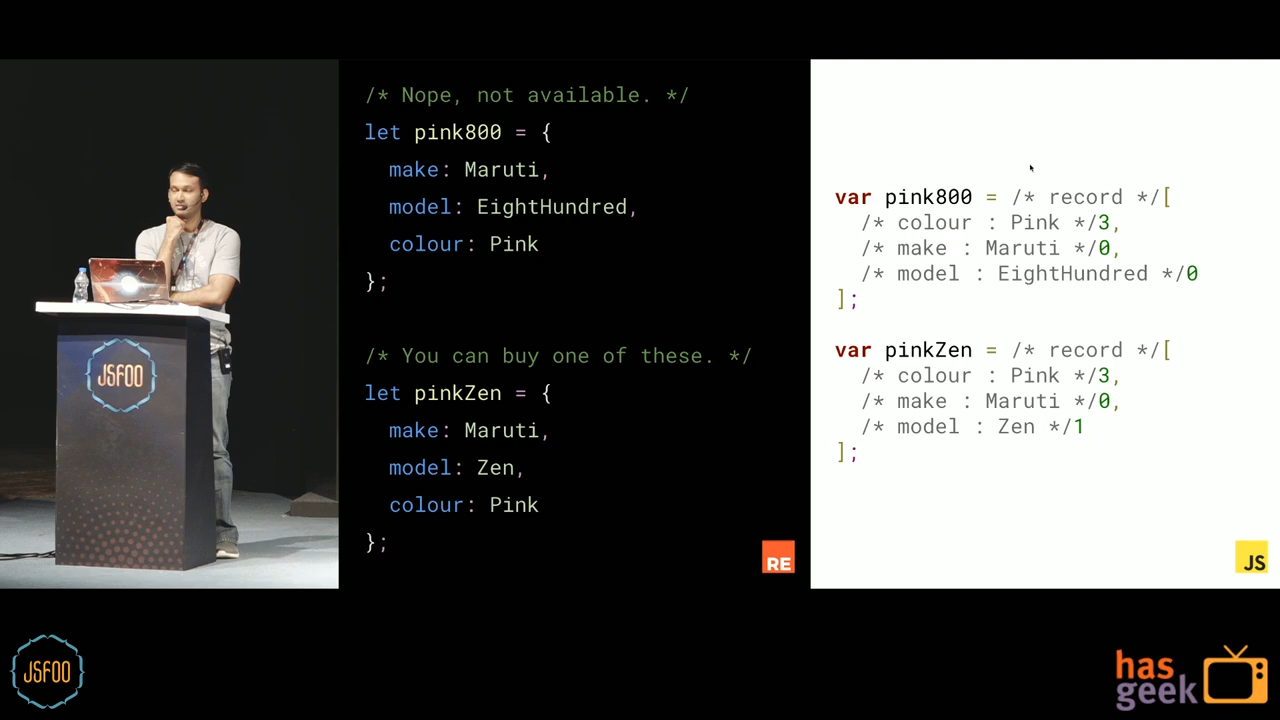 /* Nope, not available. */
let pink800 = {
  make: Maruti,
  model: EightHundred,
  colour: Pink
};
/* You can buy one of these. */
let pinkZen = {
  make: Maruti,
  model: Zen,
  colour: Pink
};
RE
var pink800 = /* record */[
  /* colour : Pink */3,
  /* make : Maruti */0,
  /* model : EightHundred */0
];
var pinkZen = /* record */[
  /* colour : Pink */3,
  /* make : Maruti */0,
  /* model : Zen */1
];
JS
JSFOO
JSFOO
has
geek